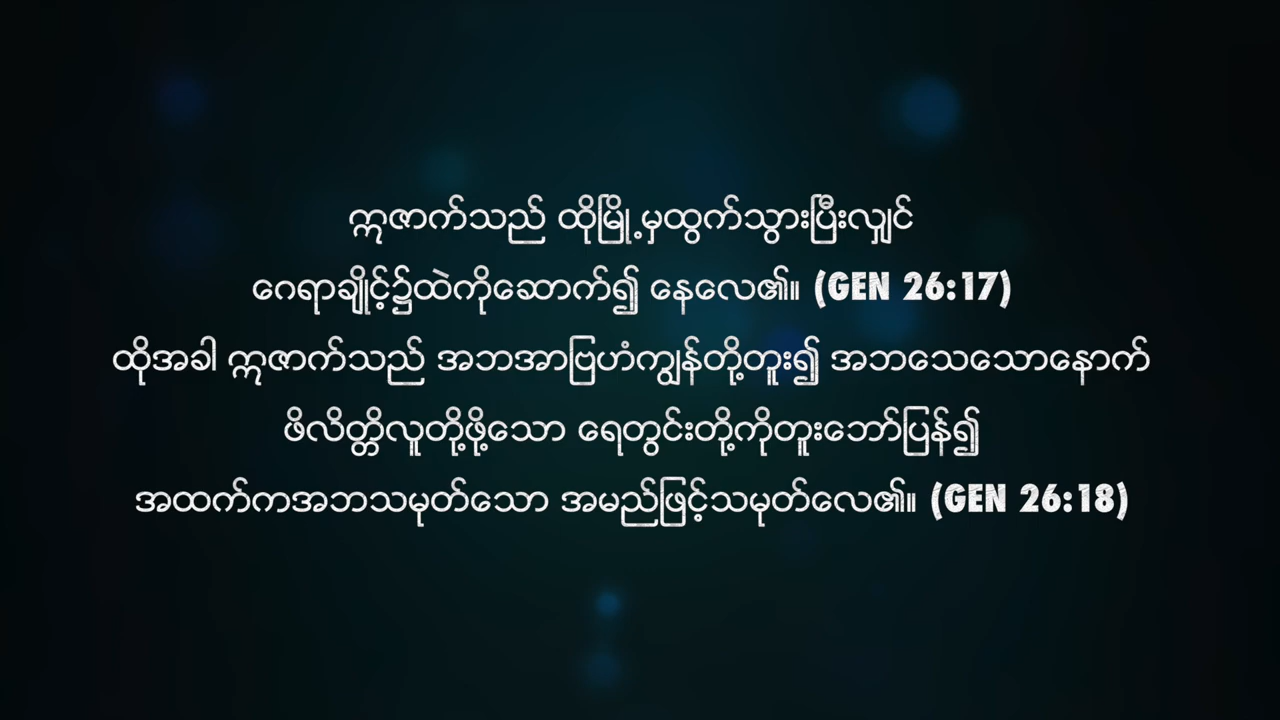 ဣဇာက်သည် ထိုမြို့မှထွက်သွားပြီးလျှင်
ဂေရာချိုင့်၌ထဲကိုဆောက်၍ နေလေ၏။ (GEN 26:17)
ထိုအခါ ဣဇာက်သည် အဘအာဗြဟံကျွန်တို့တူး၍ အဘသေသောနောက်
ဖိလိတ္တိလူတို့ဖို့သော ရေတွင်းတို့ကိုတူးဘော်ပြန်၍
အထက်ကအဘသမုတ်သော အမည်ဖြင့်သမုတ်လေ၏။ (GEN 26:18)